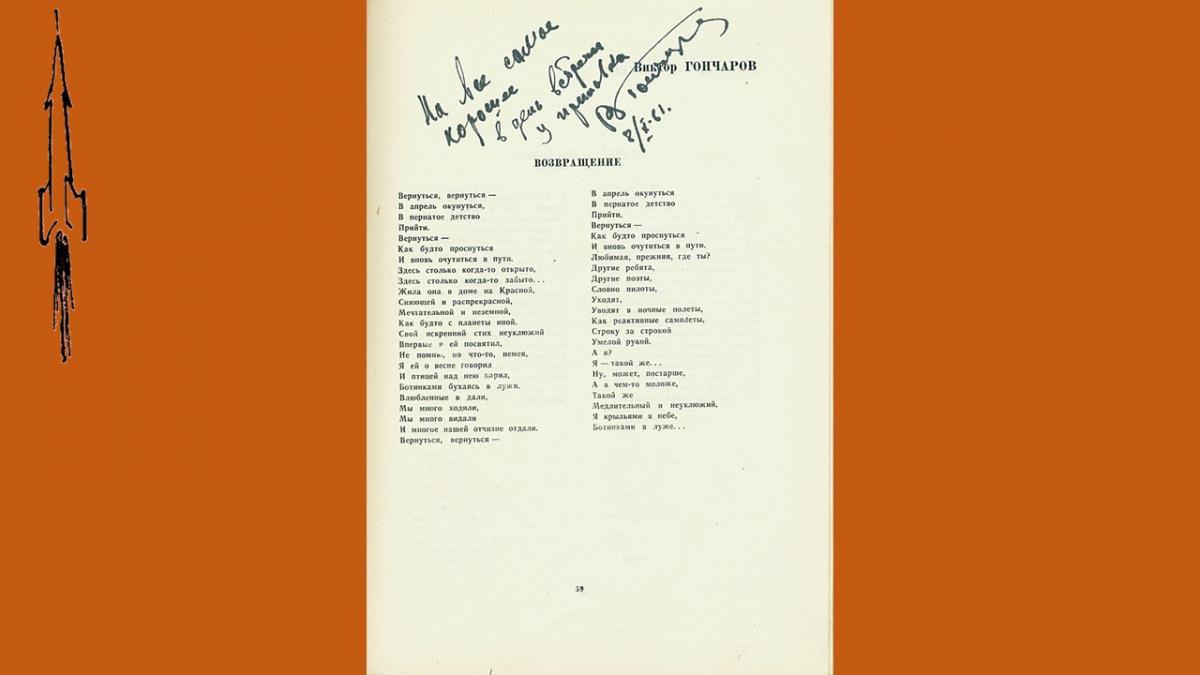 На все самое
хорошее
в день встречи
у
8/X-61.
Виктор ГОНЧАРОВ
ВОЗВРАЩЕНИЕ
Вернуться, вернуться —
В апрель окунуться,
В пернатое детство
Прийти.
Вернуться —
Как будто проснуться
И вновь очутиться в пути.
Здесь столько когда-то открыто,
Здесь столько когда-то забыто...
Жила она в доме на Красной,
Сияющей и распрекрасной,
Мечтательной и неземной,
Как будто с планеты иной.
Свой искренний стих неуклюжий
Впервые я ей посвятил,
Не помню, но что-то, немея,
Я ей о весне говорил
И птицей над нею парил,
Ботинками бухаясь в лужи.
Влюбленные в дали,
Мы много ходили,
Мы много видали
И многое нашей отчизне отдали.
Вернуться, вернуться —
В апрель окунуться
В пернатое детство
Прийти.
Вернуться —
Как будто проснуться
И вновь очутиться в пути.
Любимая, прежняя, где ты?
Другие ребята,
Другие поэты,
Словно пилоты,
Уходят,
Уводят в ночные полеты,
Как реактивные самолеты,
Строку за строкой
Умелой рукой.
А я?
Я — такой же...
Ну, может, постарше,
А в чем-то моложе,
Такой же
Медлительный и неуклюжий,
Я крыльями в небе,
Ботинками в луже...
59